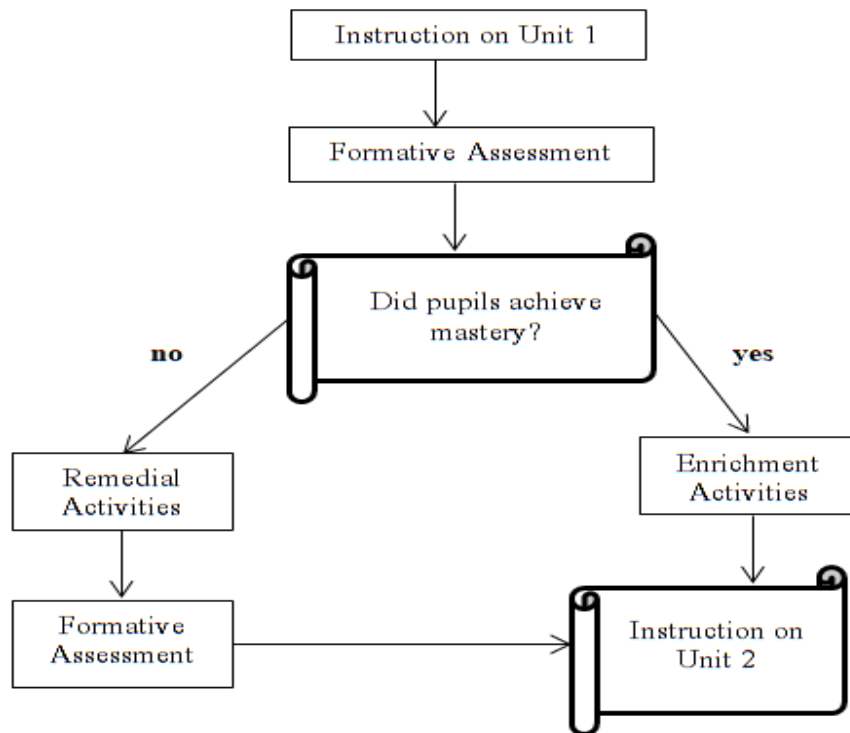 Instruction on Unit 1
Formative Assessment
Did pupils achieve
mastery?
no
yes
Remedial
Activities
Enrichment
Activities
Formative
Assessment
Instruction on
Unit 2